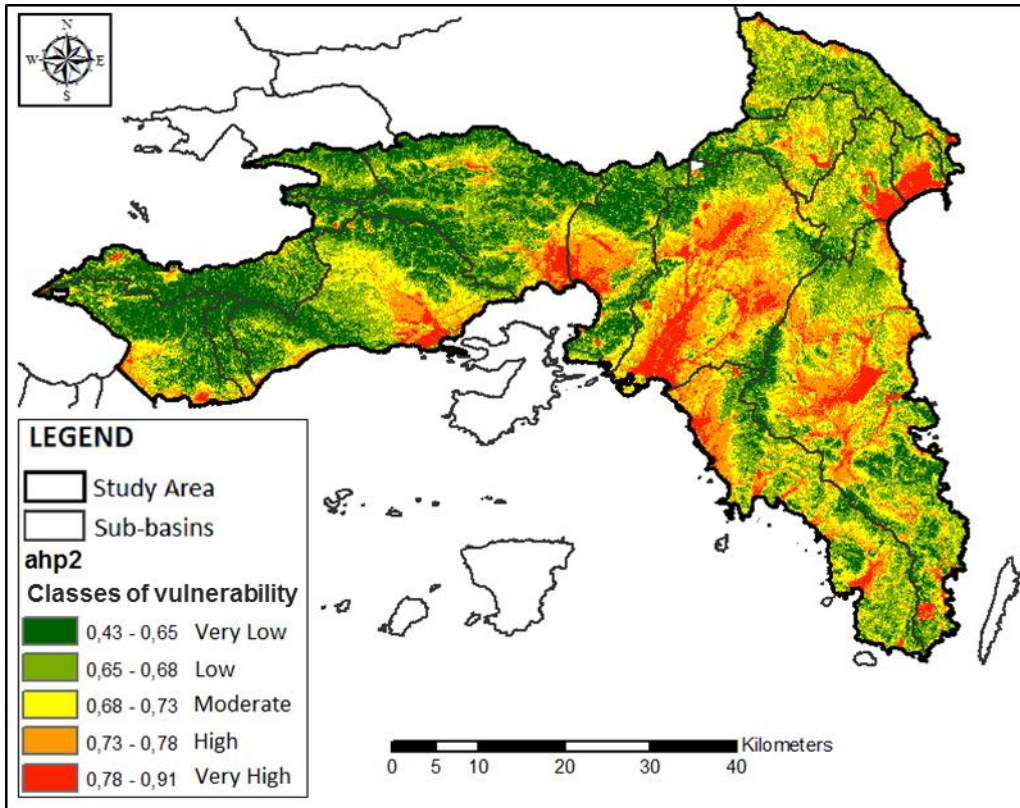 N
W E
S
LEGEND
Study Area
Sub-basins
ahp2
Classes of vulnerability
0,43 - 0,65 Very Low
0,65 - 0,68 Low
0,68 - 0,73 Moderate
0,73 - 0,78 High
0,78 - 0,91 Very High
Kilometers
0 5 10 20 30 40